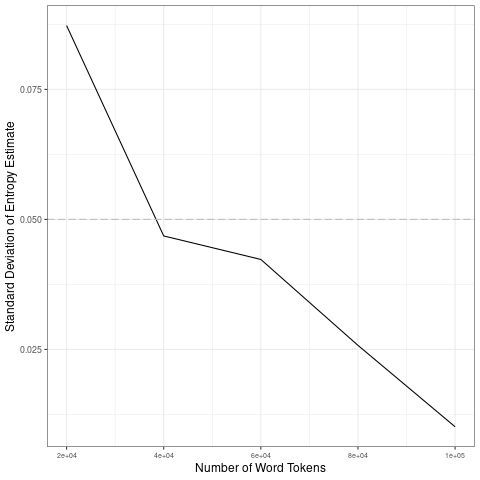 Standard Deviation of Entropy Estimate
0.075
0.050
0.025
2e+04 4e+04 6e+04 8e+04 1e+05
Number of Word Tokens